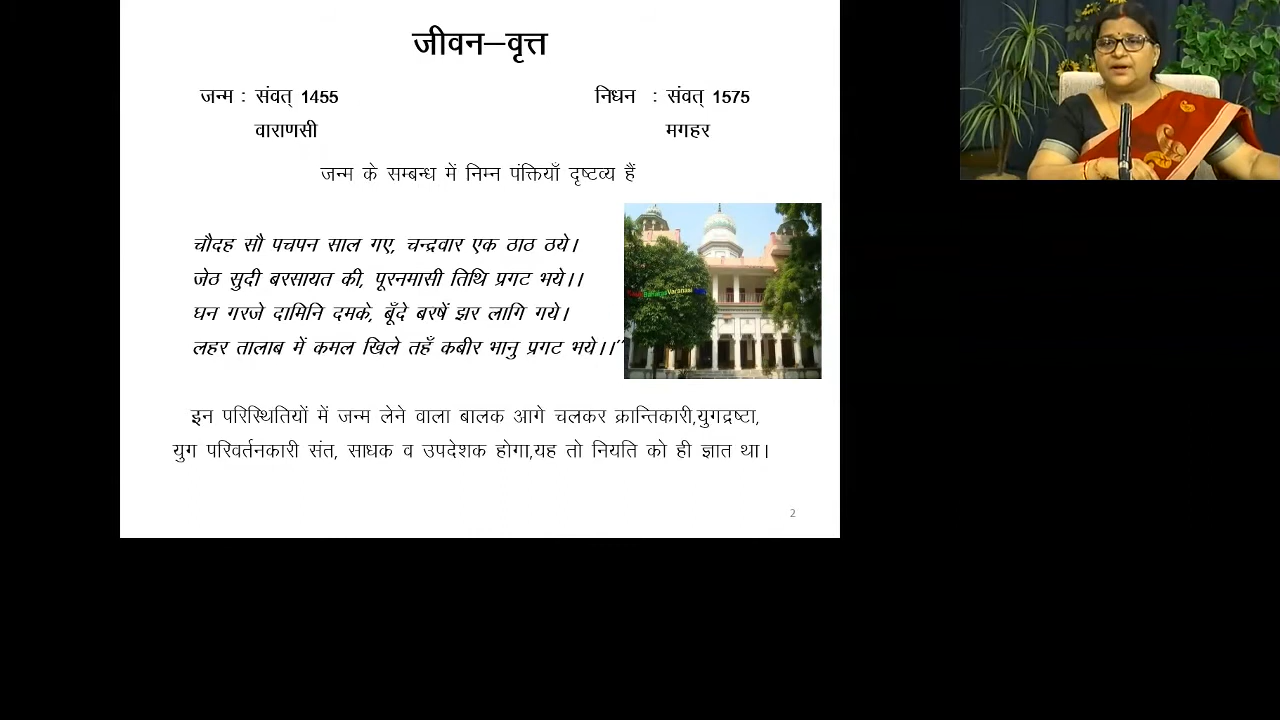 जीवन–वृत्त
जन्म : संवत् 1455
वाराणसी
निधन : संवत् 1575
मगहर
जन्म के सम्बन्ध में निम्न पंक्तियाँ दृष्टव्य हैं
चौदह सौ पचपन साल गए, चन्द्रवार एक ठाठ ठये।
जेठ सुदी बरसायत की, पूरनमासी तिथि प्रगट भये।।
घन गरजे दामिनि दमके, बूँदे बरषें झर लागि गये।
लहर तालाब में कमल खिले तहँ कबीर भानु प्रगट भये।।”
इन परिस्थितियों में जन्म लेने वाला बालक आगे चलकर क्रान्तिकारी,युगद्रष्टा,
युग परिवर्तनकारी संत, साधक व उपदेशक होगा,यह तो नियति को ही ज्ञात था।
2